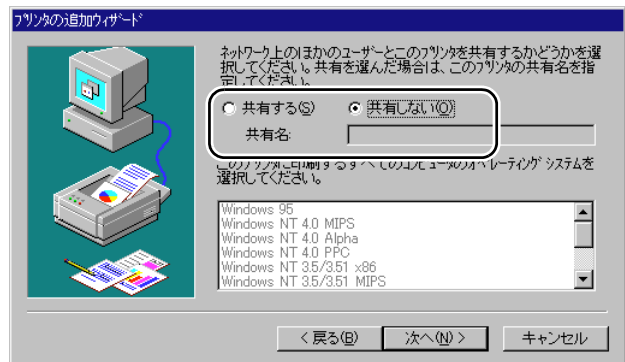 プリンタの追加ウィザード
ネットワーク上のほかのユーザーとこのプリンタを共有するかどうかを選
択してください。共有を選んだ場合は、このプリンタの共有名を指
定してください。
共有する(S) 共有しない(O)
共有名:
このプリンタに印刷するすべてのコンピュータのオペレーティング システムを
選択してください。
Windows 95
Windows NT 4.0 MIPS
Windows NT 4.0 Alpha
Windows NT 4.0 PPC
Windows NT 3.5/3.51 x86
Windows NT 3.5/3.51 MIPS
< 戻る(B) 次へ(N) > キャンセル